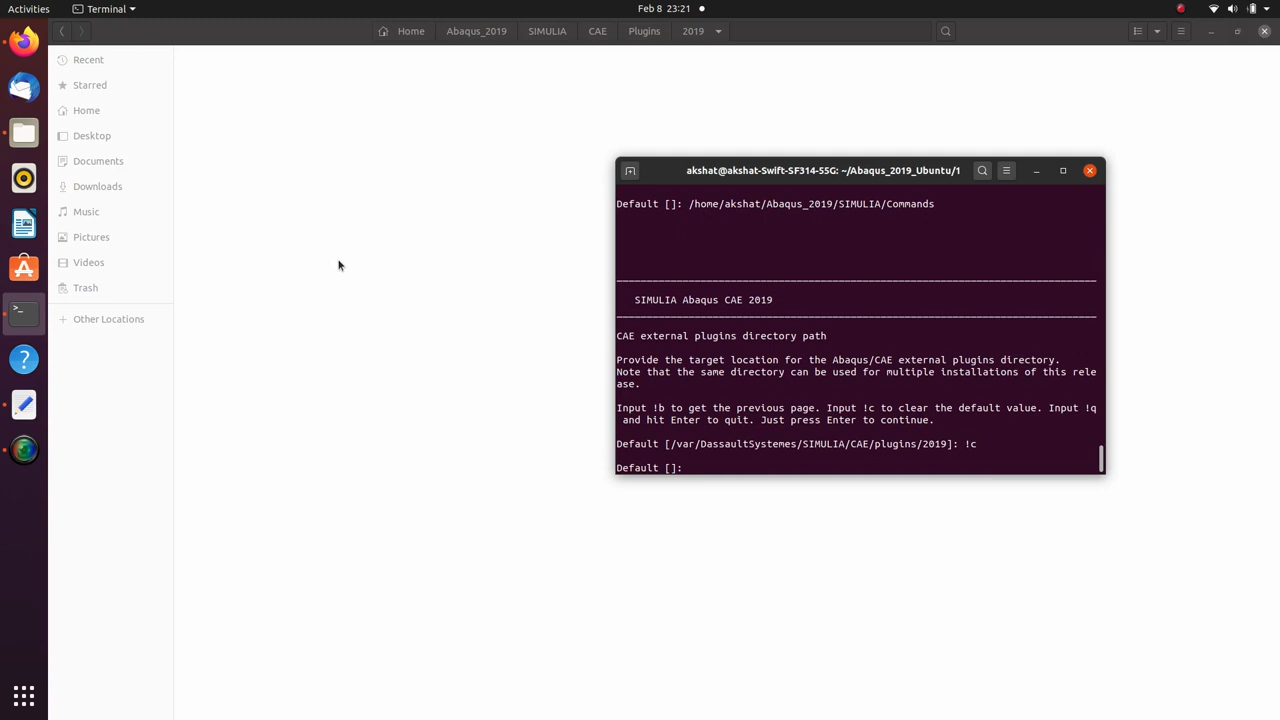 Activities
Terminal
Feb 8 23:21
Home
Abaqus_2019
SIMULIA
CAE
Plugins
2019
Recent
Starred
Home
Desktop
Documents
Downloads
Music
Pictures
Videos
Trash
Other Locations
akshat@akshat-Swift-SF314-55G: ~/Abaqus_2019_Ubuntu/1
Default []: /home/akshat/Abaqus_2019/SIMULIA/Commands
SIMULIA Abaqus CAE 2019
CAE external plugins directory path
Provide the target location for the Abaqus/CAE external plugins directory.
Note that the same directory can be used for multiple installations of this rele
ase.
Input !b to get the previous page. Input !c to clear the default value. Input !q
and hit Enter to quit. Just press Enter to continue.
Default [/var/DassaultSystemes/SIMULIA/CAE/plugins/2019]: !c
Default []: